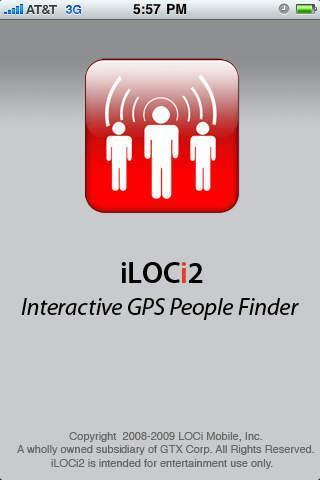 AT&T 3G 5:57 PM
iLOCi2
Interactive GPS People Finder
Copyright 2008-2009 LOCi Mobile, Inc.
A wholly owned subsidiary of GTX Corp. All Rights Reserved.
iLOCi2 is intended for entertainment use only.